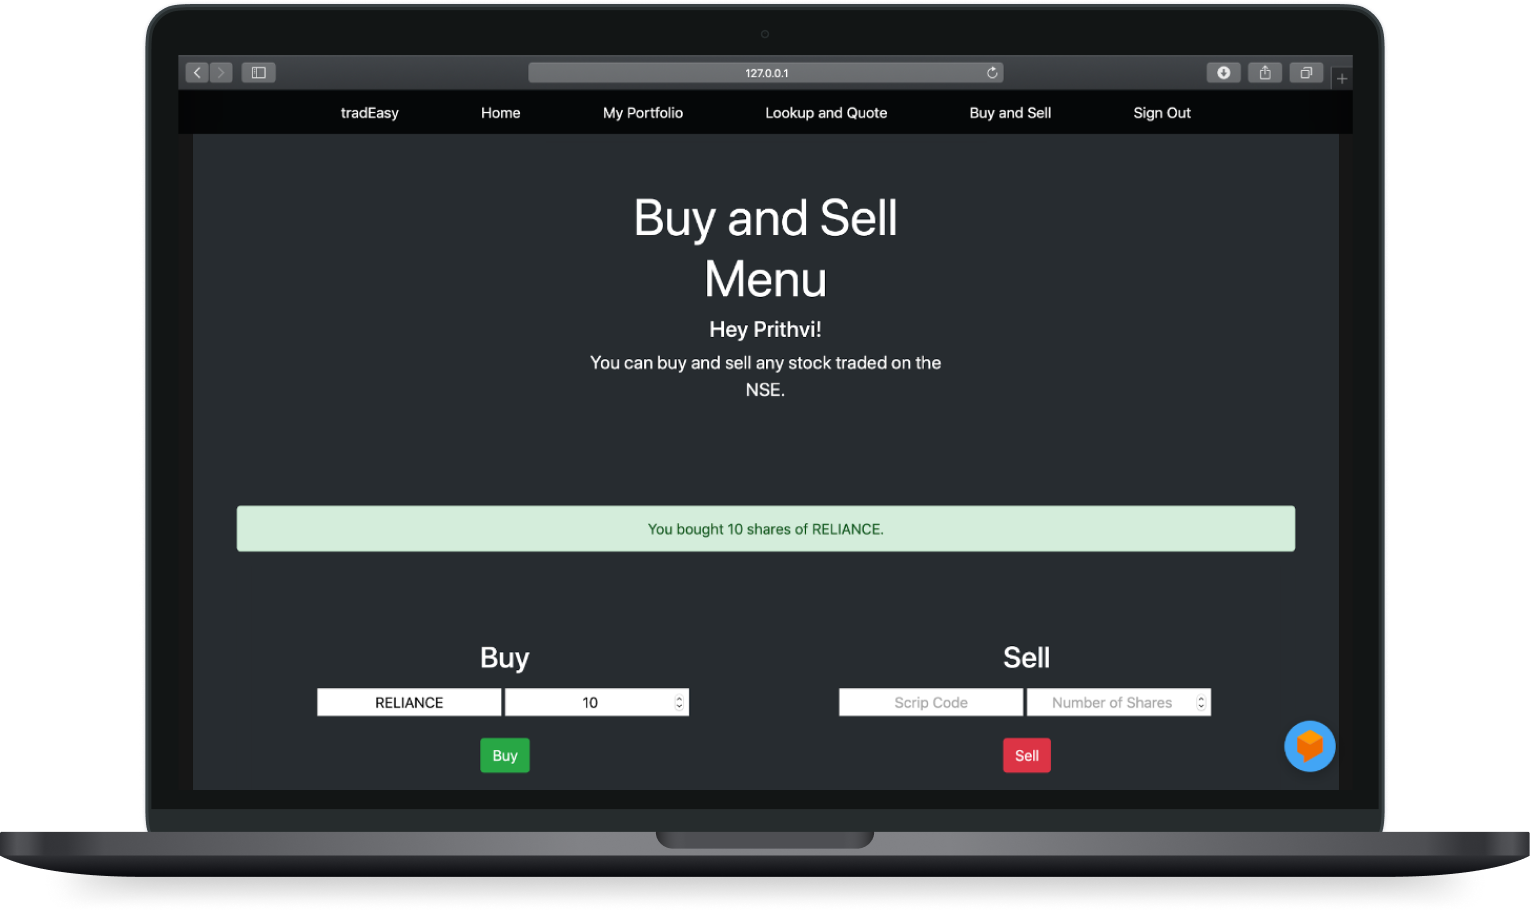 127.0.0.1
tradEasy Home My Portfolio Lookup and Quote Buy and Sell Sign Out
Buy and Sell
Menu
Hey Prithvi!
You can buy and sell any stock traded on the
NSE.
You bought 10 shares of RELIANCE.
Buy
RELIANCE 10
Buy
Sell
Scrip Code Number of Shares
Sell